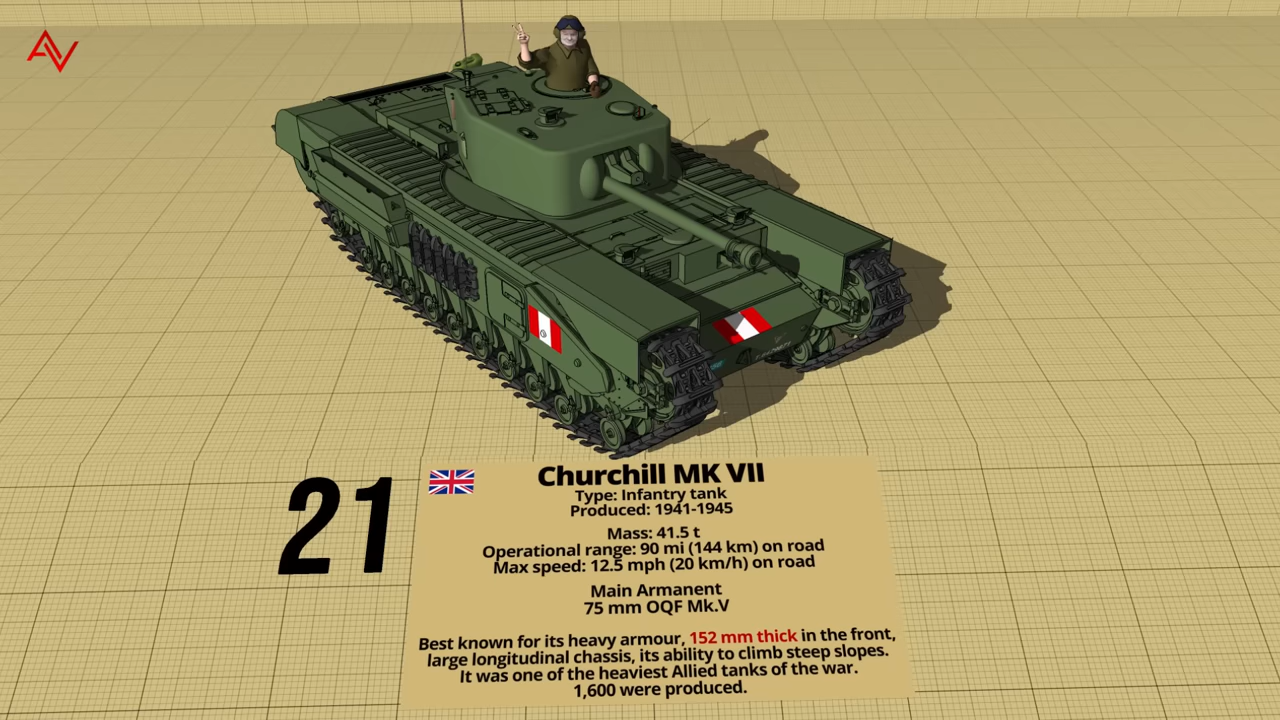 AV
21
Churchill MK VII
Type: Infantry tank
Produced: 1941-1945
Mass: 41.5 t
Operational range: 90 mi (144 km) on road
Max speed: 12.5 mph (20 km/h) on road
Main Armanent
75 mm OQF Mk.V
Best known for its heavy armour, 152 mm thick in the front,
large longitudinal chassis, its ability to climb steep slopes.
It was one of the heaviest Allied tanks of the war.
1,600 were produced.